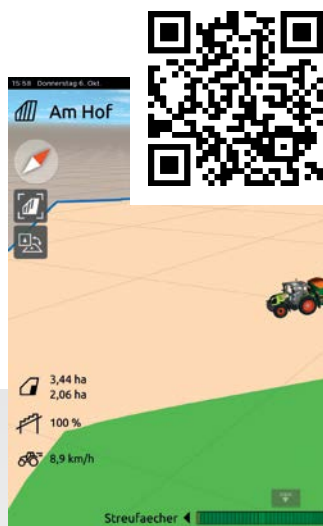 15:58 Donnerstag 6. Okt
Am Hof
3,44 ha
2,06 ha
100 %
8,9 km/h
Streufaecher